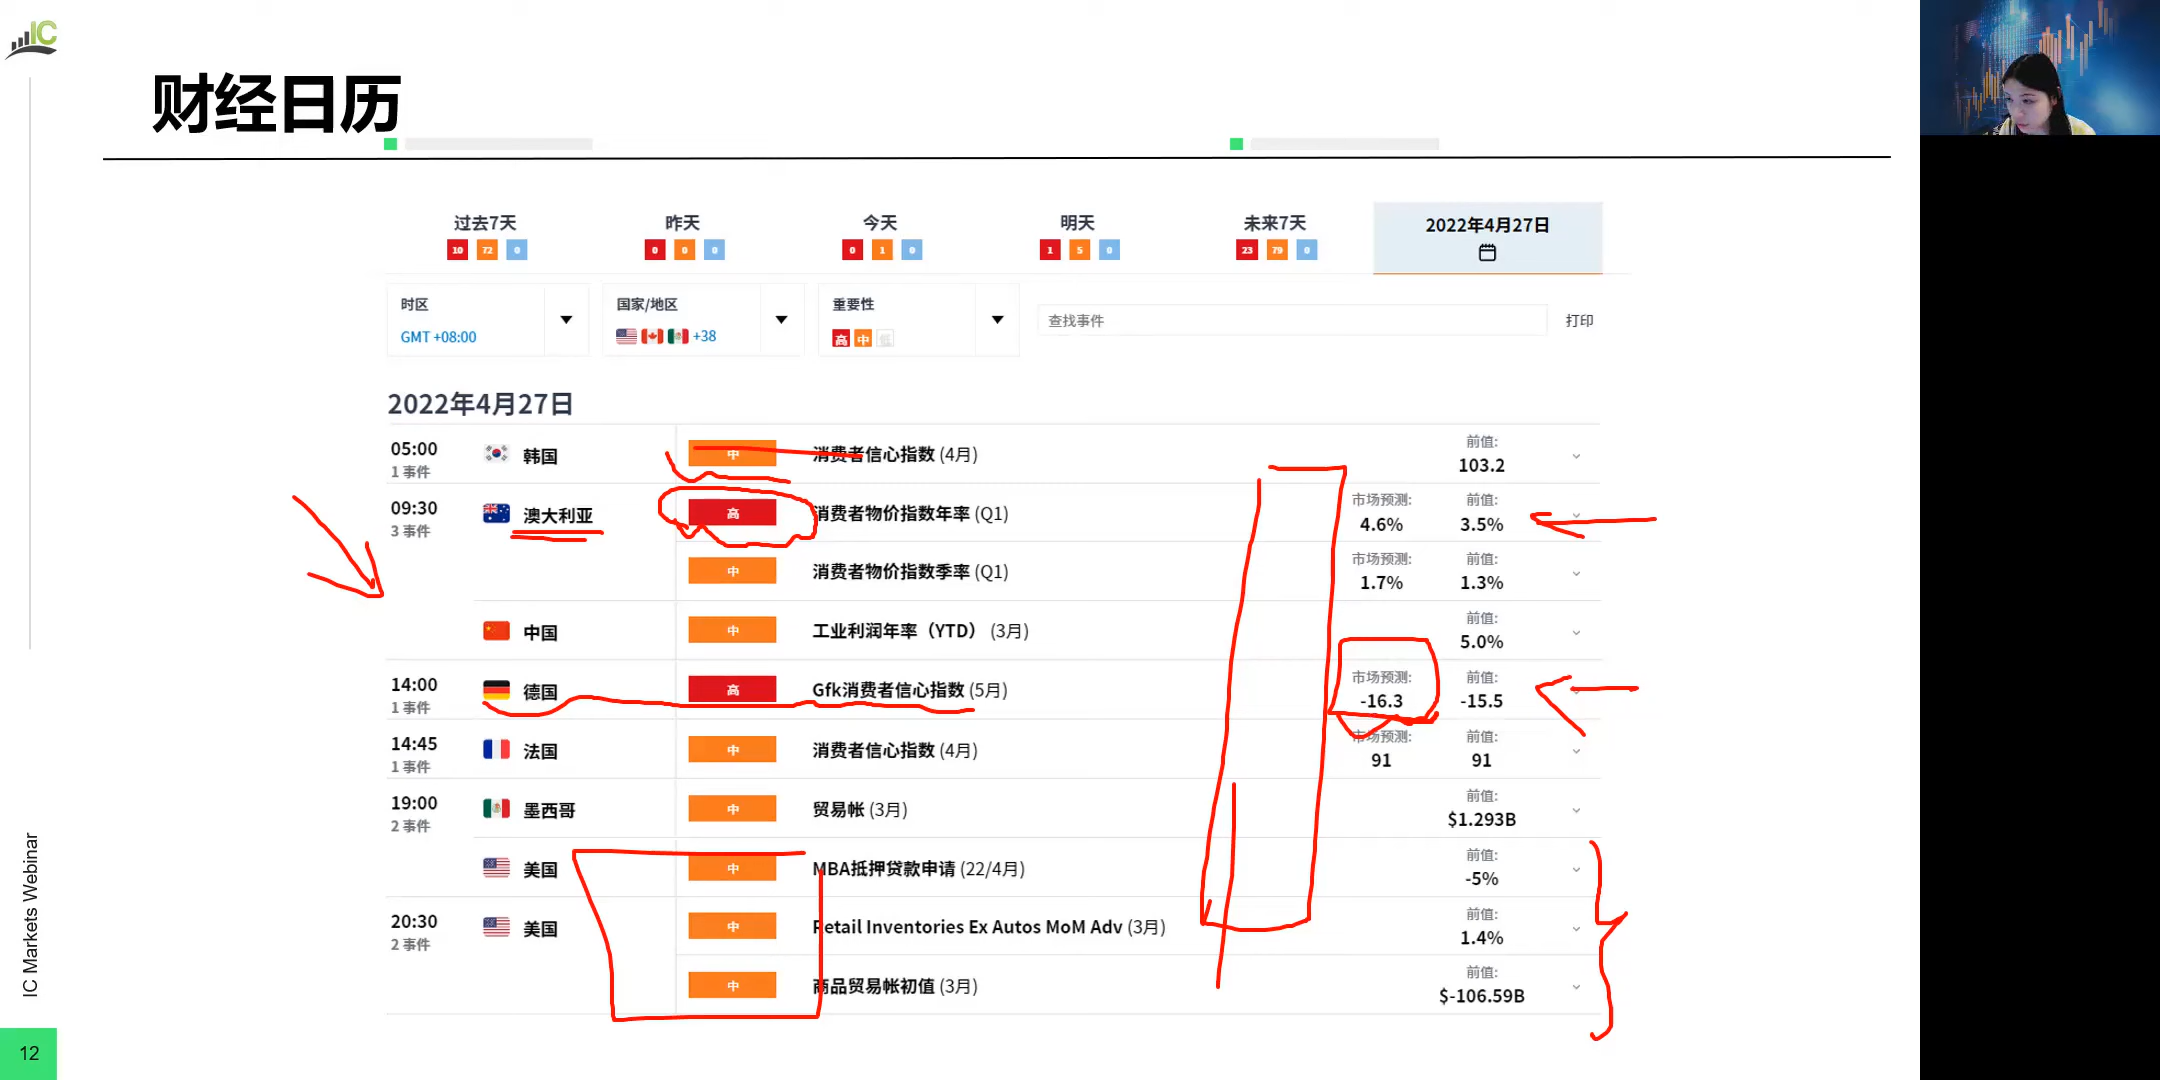 IC
财经日历
过去7天
昨天
今天
明天
未来7天
2022年4月27日
10 72 0
0 0 0
0 1 0
1 5 0
23 79 0
时区
GMT +08:00
国家/地区
+38
重要性
高 中 低
查找事件
打印
2022年4月27日
05:00
1 事件
韩国
中
消费者信心指数 (4月)
前值:
103.2
09:30
3 事件
澳大利亚
高
消费者物价指数年率 (Q1)
市场预测:
4.6%
前值:
3.5%
中
消费者物价指数季率 (Q1)
市场预测:
1.7%
前值:
1.3%
中国
中
工业利润年率（YTD） (3月)
前值:
5.0%
14:00
1 事件
德国
高
Gfk消费者信心指数 (5月)
市场预测:
-16.3
前值:
-15.5
14:45
1 事件
法国
中
消费者信心指数 (4月)
市场预测:
91
前值:
91
19:00
2 事件
墨西哥
中
贸易帐 (3月)
前值:
$1.293B
美国
中
MBA抵押贷款申请 (22/4月)
前值:
-5%
20:30
2 事件
美国
中
Retail Inventories Ex Autos MoM Adv (3月)
前值:
1.4%
中
商品贸易帐初值 (3月)
前值:
$-106.59B
IC Markets Webinar
12